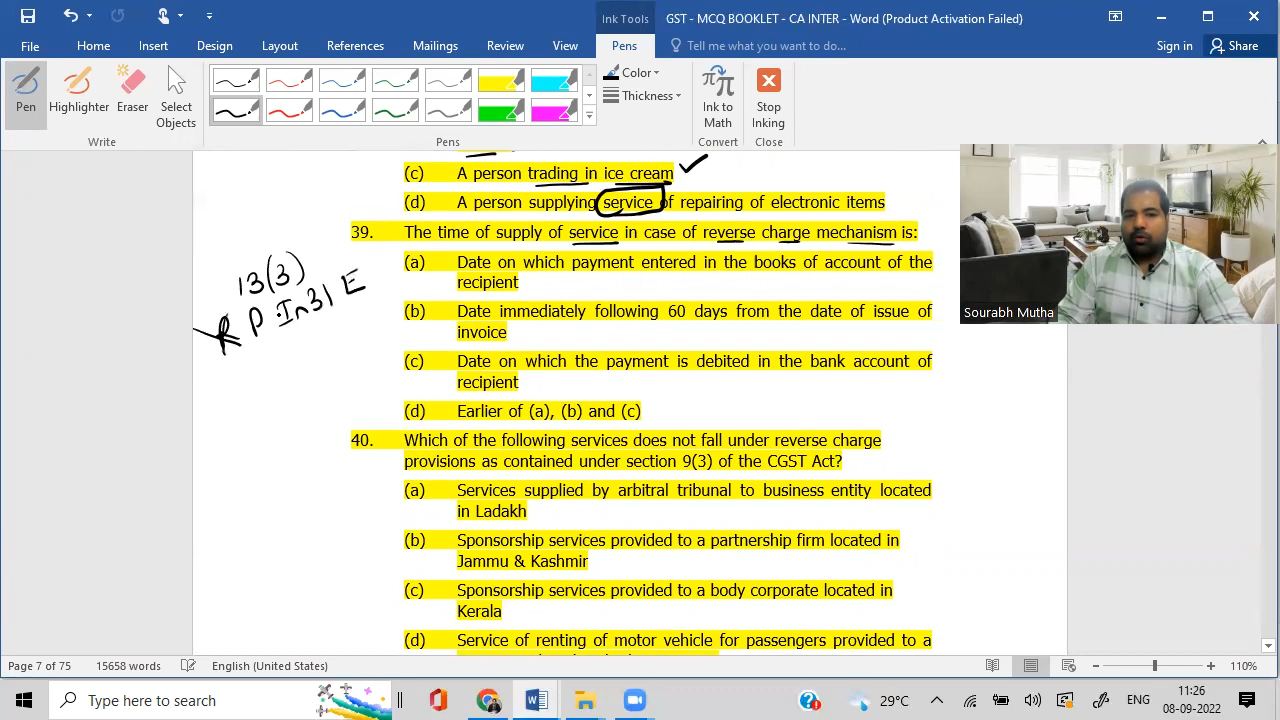 Ink Tools
GST - MCQ BOOKLET - CA INTER - Word (Product Activation Failed)
File Home Insert Design Layout References Mailings Review View Pens Tell me what you want to do... Sign in Share
Pen Highlighter Eraser Select Objects
Write
Pens
Color
Thickness
Ink to Math
Convert
Stop Inking
Close
(c) A person trading in ice cream
(d) A person supplying service of repairing of electronic items
39. The time of supply of service in case of reverse charge mechanism is:
(a) Date on which payment entered in the books of account of the
recipient
(b) Date immediately following 60 days from the date of issue of
invoice
(c) Date on which the payment is debited in the bank account of
recipient
(d) Earlier of (a), (b) and (c)
40. Which of the following services does not fall under reverse charge
provisions as contained under section 9(3) of the CGST Act?
(a) Services supplied by arbitral tribunal to business entity located
in Ladakh
(b) Sponsorship services provided to a partnership firm located in
Jammu & Kashmir
(c) Sponsorship services provided to a body corporate located in
Kerala
(d) Service of renting of motor vehicle for passengers provided to a
13(3)
R P In31 E
Sourabh Mutha
Page 7 of 75 15658 words English (United States) 110%
Type here to search
29°C ENG 11:26
08-09-2022